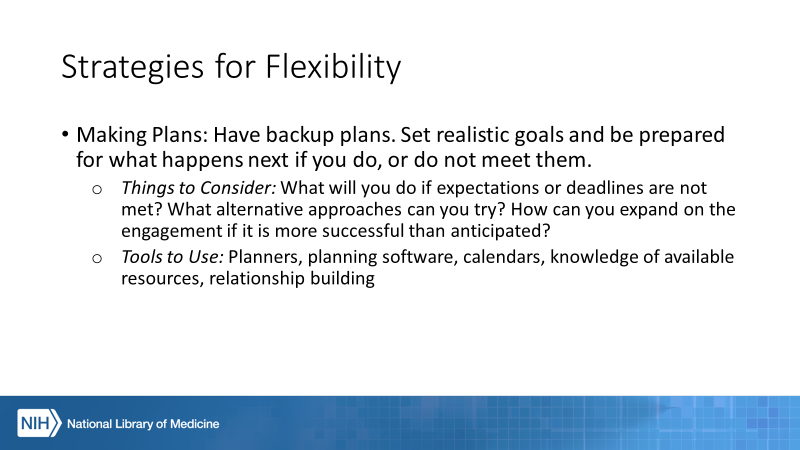 Strategies for Flexibility
• Making Plans: Have backup plans. Set realistic goals and be prepared
for what happens next if you do, or do not meet them.
o Things to Consider: What will you do if expectations or deadlines are not
met? What alternative approaches can you try? How can you expand on the
engagement if it is more successful than anticipated?
o Tools to Use: Planners, planning software, calendars, knowledge of available
resources, relationship building
NIH National Library of Medicine